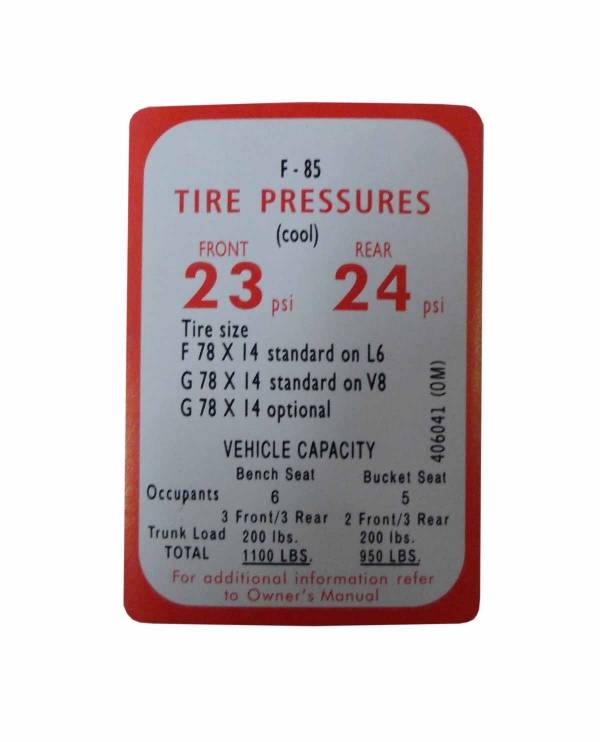 F - 85
TIRE PRESSURES
(cool)
FRONT REAR
23 psi 24 psi
Tire size
F 78 X 14 standard on L6
G 78 X 14 standard on V8
G 78 X 14 optional
406041 (OM)
VEHICLE CAPACITY
Bench Seat Bucket Seat
Occupants 6 5
3 Front/3 Rear 2 Front/3 Rear
Trunk Load 200 lbs. 200 lbs.
TOTAL 1100 LBS. 950 LBS.
For additional information refer
to Owner's Manual